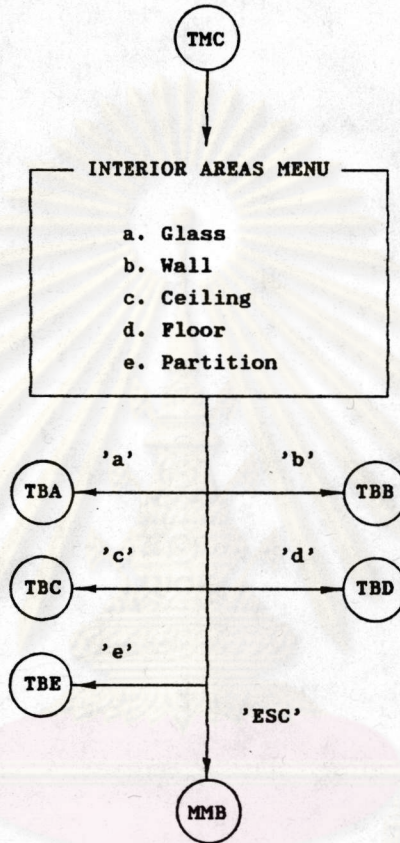 TMC
INTERIOR AREAS MENU
a. Glass
b. Wall
c. Ceiling
d. Floor
e. Partition
'a' 'b'
TBA TBB
'c' 'd'
TBC TBD
'e'
TBE
'ESC'
MMB